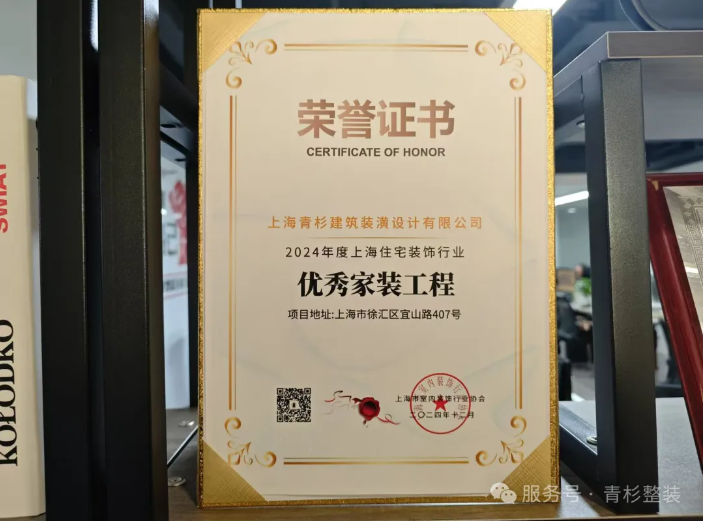 荣誉证书
CERTIFICATE OF HONOR
上海青杉建筑装潢设计有限公司
2024年度上海住宅装饰行业
优秀家装工程
项目地址:上海市徐汇区宜山路407号
上海市室内装饰行业协会
二〇二四年十二月
SWIAT
KOŁODKO
服务号·青杉整装